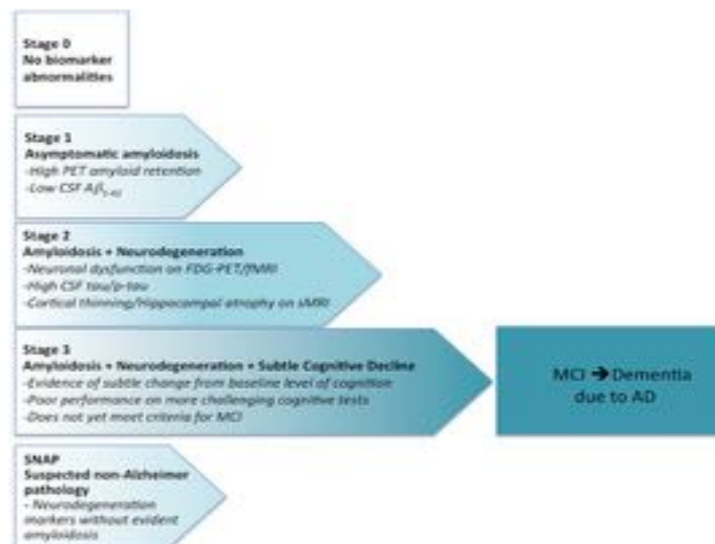 Stage 0
No biomarker
abnormalities
Stage 1
Asymptomatic amyloidosis
-High PET amyloid retention
-Low CSF Aβ1-42
Stage 2
Amyloidosis + Neurodegeneration
-Neuronal dysfunction on FDG-PET/fMRI
-High CSF tau/p-tau
-Cortical thinning/Hippocampal atrophy on sMRI
Stage 3
Amyloidosis + Neurodegeneration + Subtle Cognitive Decline
-Evidence of subtle change from baseline level of cognition
-Poor performance on more challenging cognitive tests
-Does not yet meet criteria for MCI
MCI ➔ Dementia
due to AD
SNAP
Suspected non-Alzheimer
pathology
- Neurodegeneration
markers without evident
amyloidosis